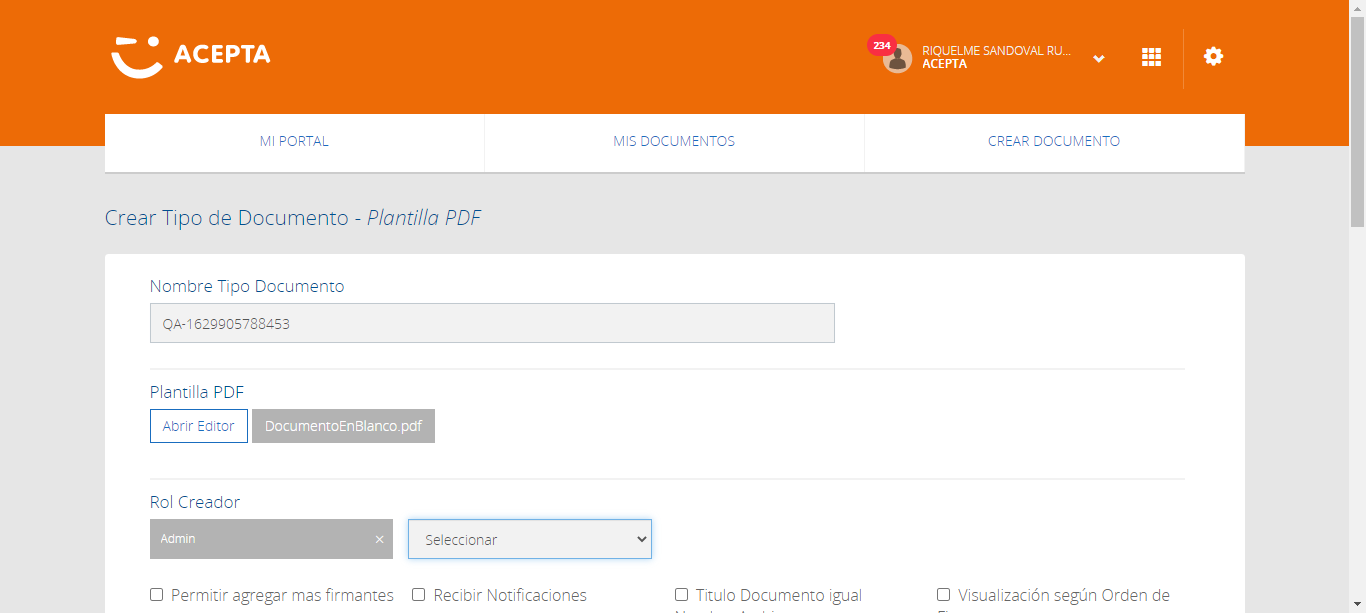 ACEPTA
234
RIQUELME SANDOVAL RU...
ACEPTA
MI PORTAL
MIS DOCUMENTOS
CREAR DOCUMENTO
Crear Tipo de Documento - Plantilla PDF
Nombre Tipo Documento
QA-1629905788453
Plantilla PDF
Abrir Editor
DocumentoEnBlanco.pdf
Rol Creador
Admin ×
Seleccionar
Permitir agregar mas firmantes
Recibir Notificaciones
Titulo Documento igual
Visualización según Orden de